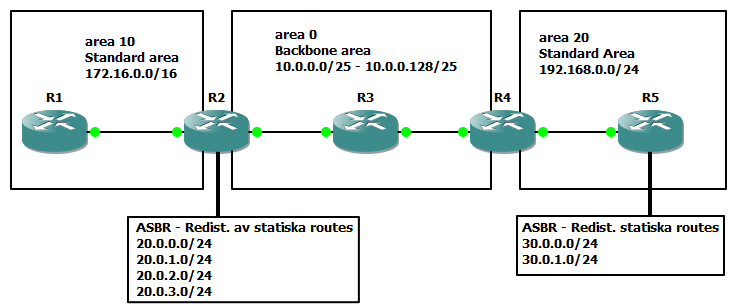 area 10
Standard area
172.16.0.0/16
area 0
Backbone area
10.0.0.0/25 - 10.0.0.128/25
area 20
Standard Area
192.168.0.0/24
R1
R2
R3
R4
R5
ASBR - Redist. av statiska routes
20.0.0.0/24
20.0.1.0/24
20.0.2.0/24
20.0.3.0/24
ASBR - Redist. statiska routes
30.0.0.0/24
30.0.1.0/24